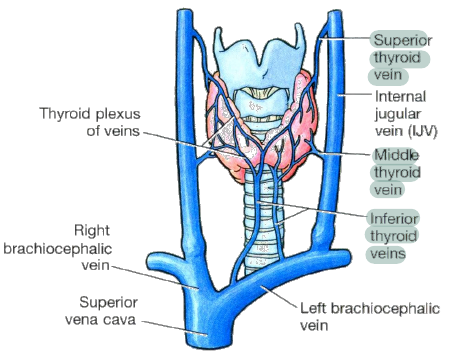 Superior
thyroid
vein
Internal
jugular
vein (IJV)
Thyroid plexus
of veins
Middle
thyroid
vein
Inferior
thyroid
veins
Right
brachiocephalic
vein
Superior
vena cava
Left brachiocephalic
vein